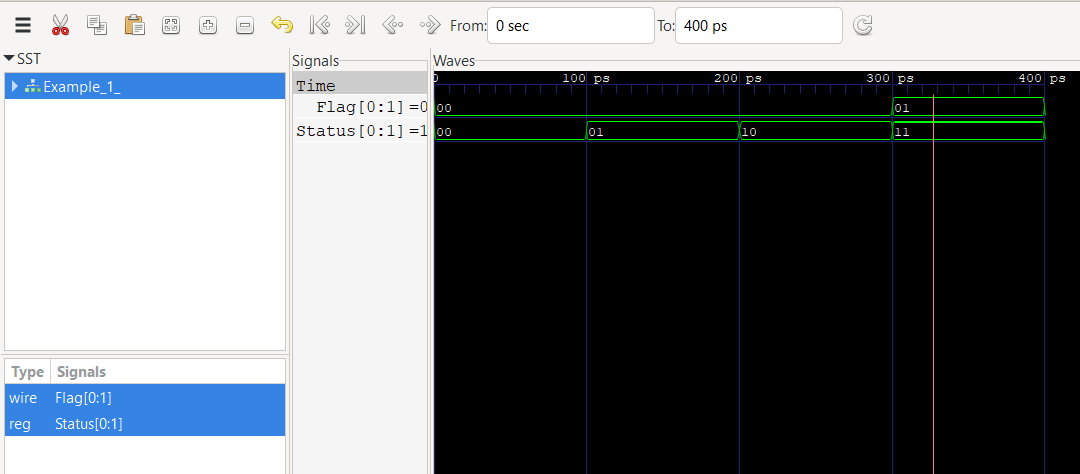 From: 0 sec To: 400 ps
SST
Example_1_
Type Signals
wire Flag[0:1]
reg Status[0:1]
Signals
Time
Flag[0:1]=0
Status[0:1]=1
Waves
0 100 ps 200 ps 300 ps 400 ps
00 01
00 01 10 11